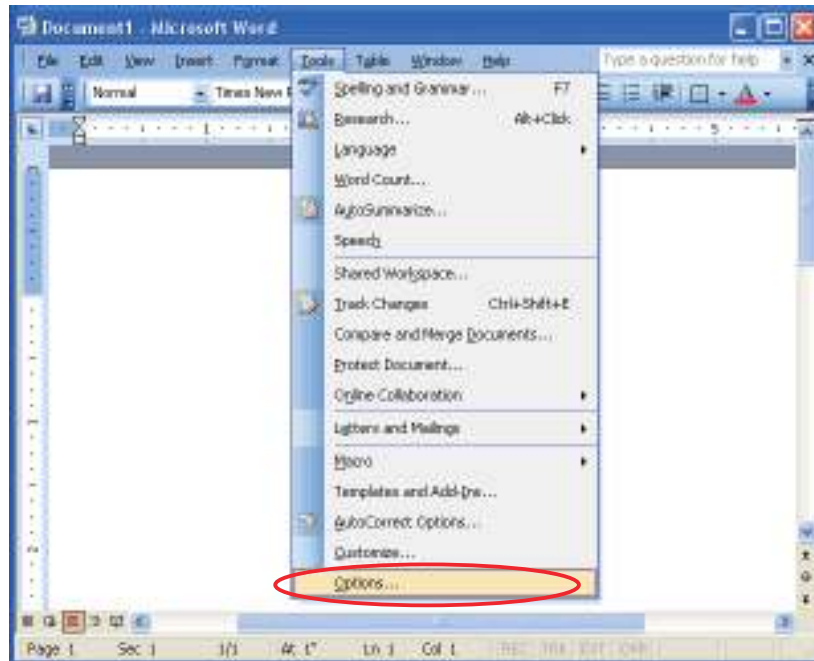 Document1 - Microsoft Word
File Edit View Insert Format Tools Table Window Help Type a question for help
Normal Times New
1 5
Spelling and Grammar... F7
Research... Alt+Click
Language
Word Count...
AutoSummarize...
Speech
Shared Workspace...
Track Changes Ctrl+Shift+E
Compare and Merge Documents...
Protect Document...
Online Collaboration
Letters and Mailings
Macro
Templates and Add-Ins...
AutoCorrect Options...
Customize...
Options...
Page 1 Sec 1 1/1 At 1" Ln 1 Col 1 REC TRK EXT OVR